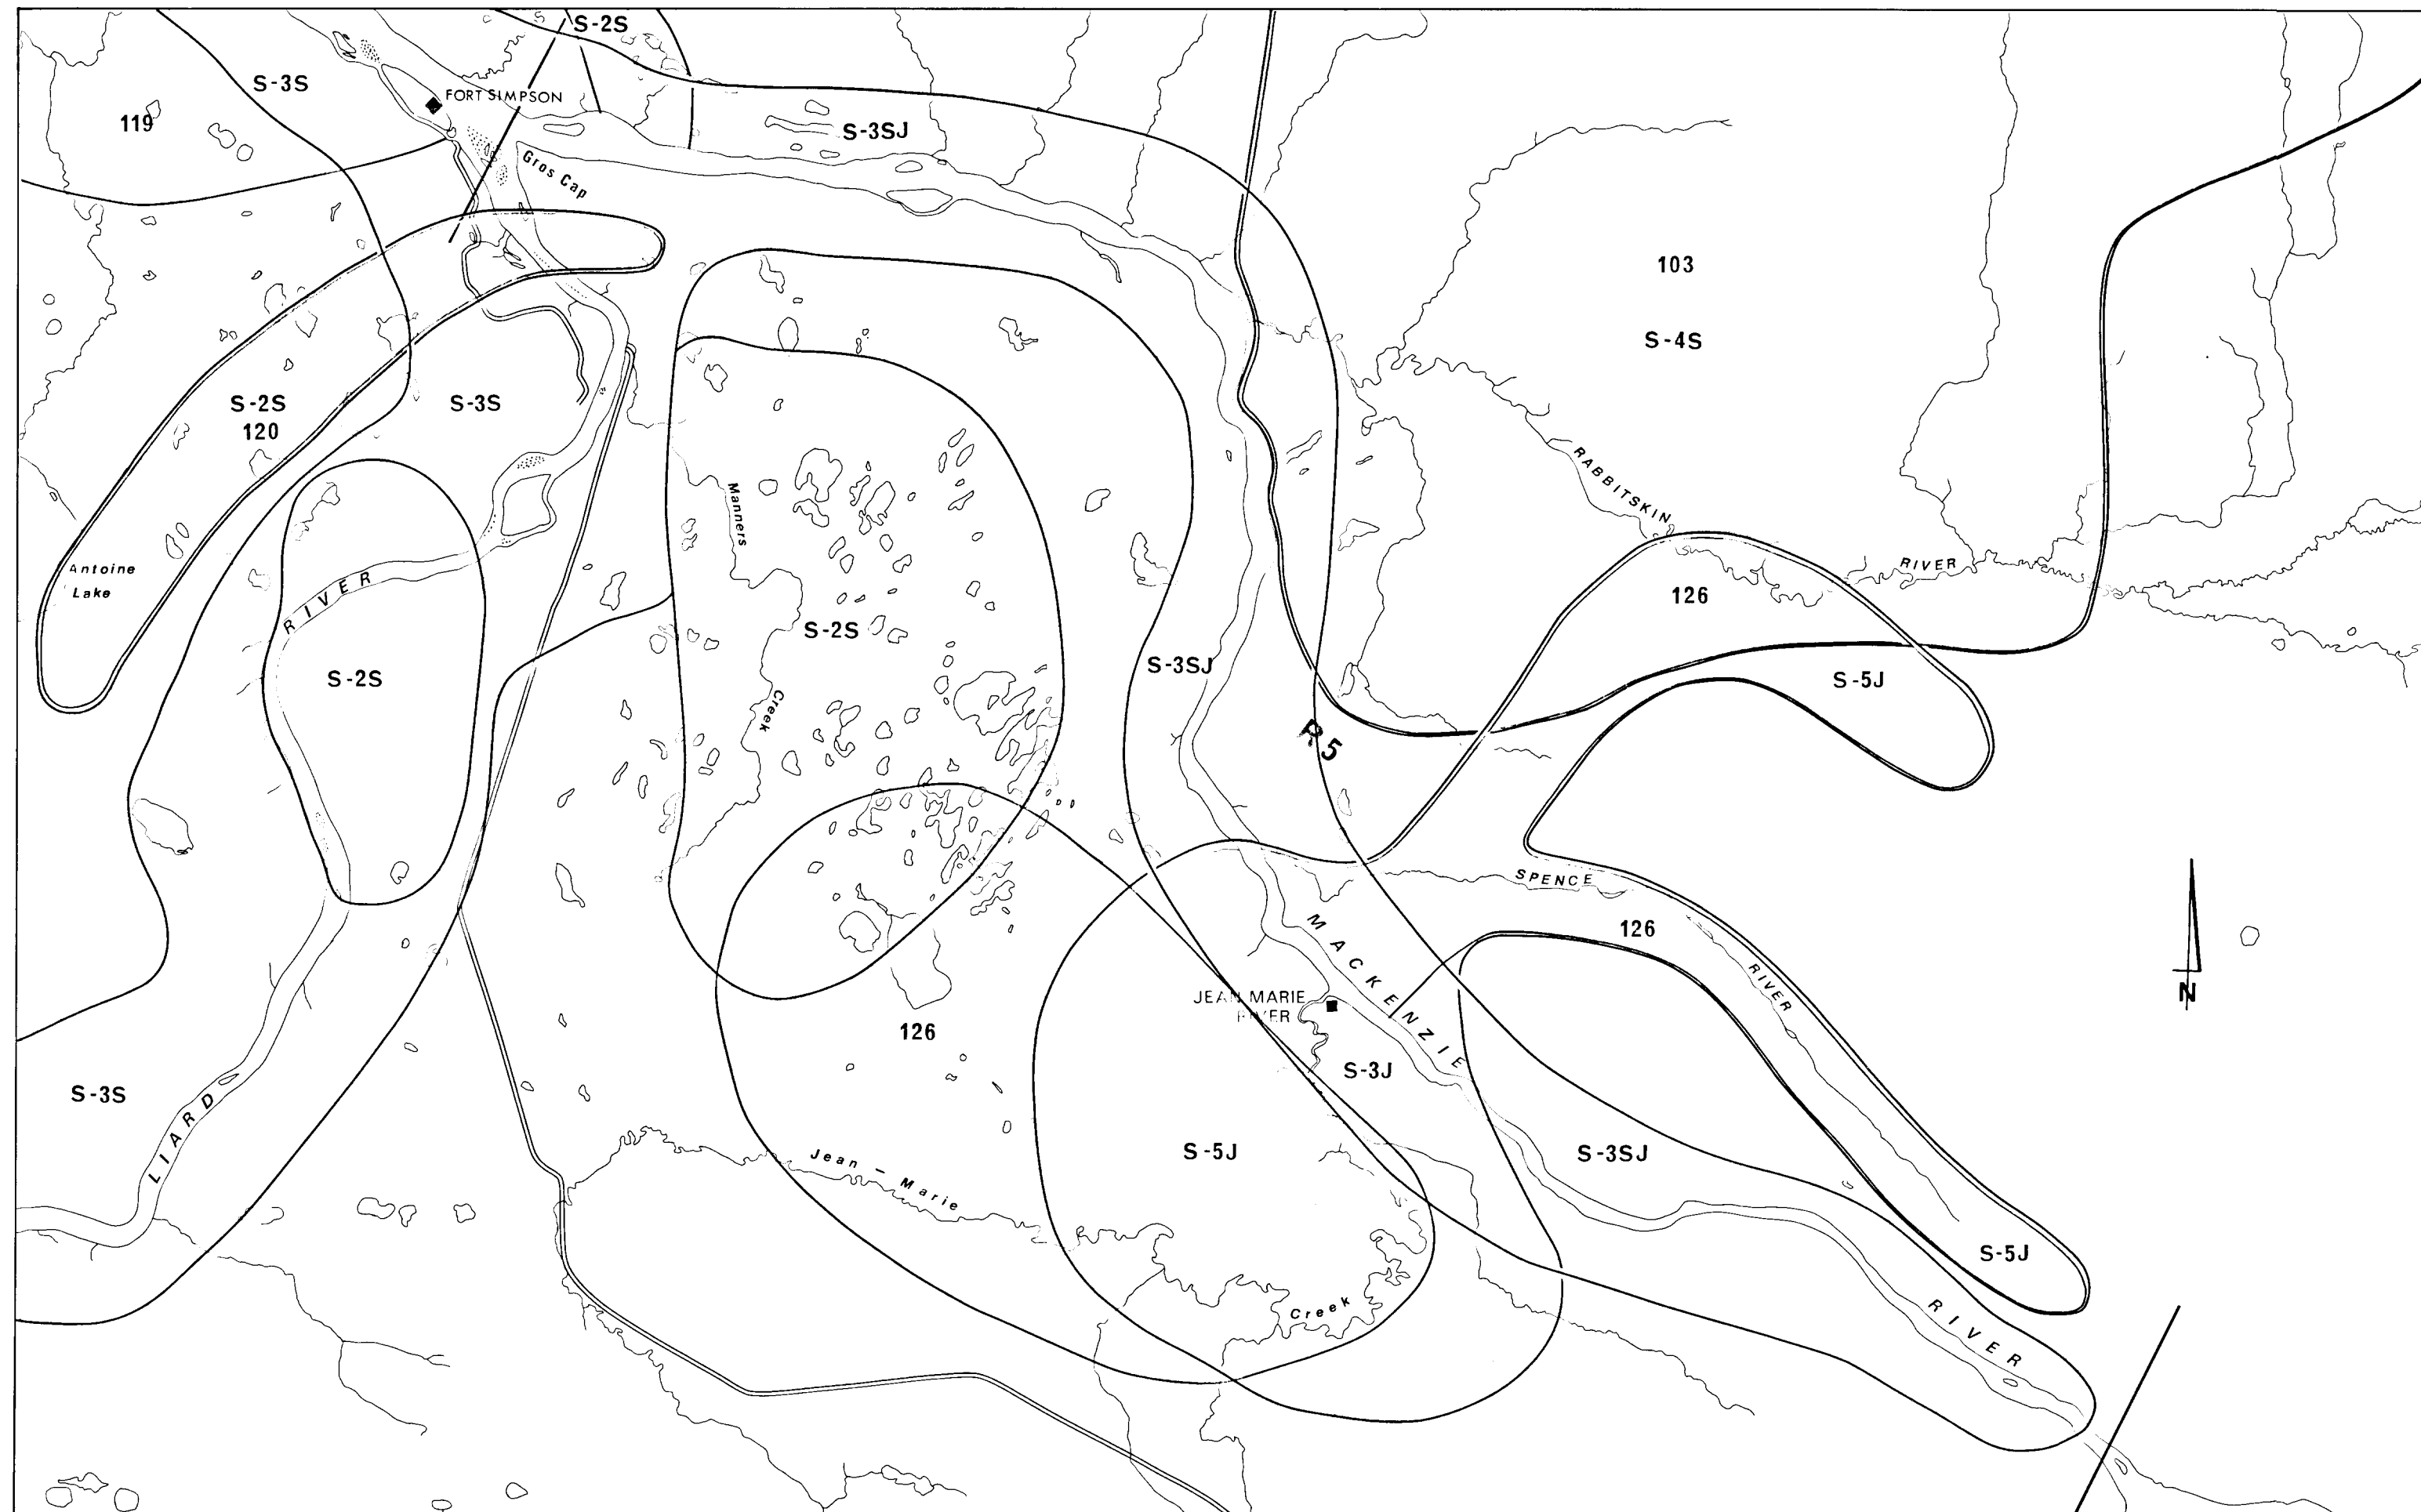 S-2S
S-3S
FORT SIMPSON
119
S-3SJ
Gros Cap
103
S-4S
S-2S
120
S-3S
RABBITSKIN
RIVER
Manners
Creek
Antoine
Lake
RIVER
126
S-2S
S-3SJ
S-2S
S-5J
R5
SPENCE
RIVER
126
MACKENZIE
JEAN MARIE
RIVER
126
N
S-3J
S-3S
LIARD
Jean - Marie
S-5J
S-3SJ
S-5J
Creek
RIVER